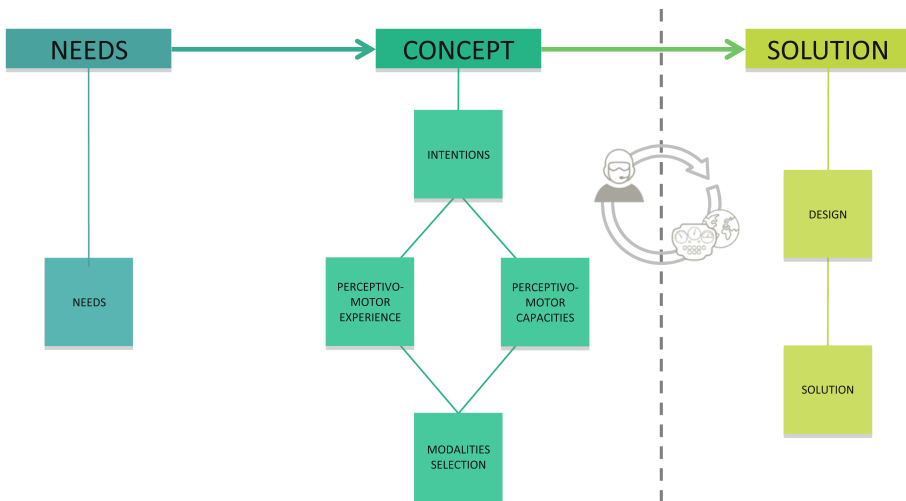 NEEDS
CONCEPT
SOLUTION
INTENTIONS
DESIGN
NEEDS
PERCEPTIVO-
MOTOR
EXPERIENCE
PERCEPTIVO-
MOTOR
CAPACITIES
SOLUTION
MODALITIES
SELECTION